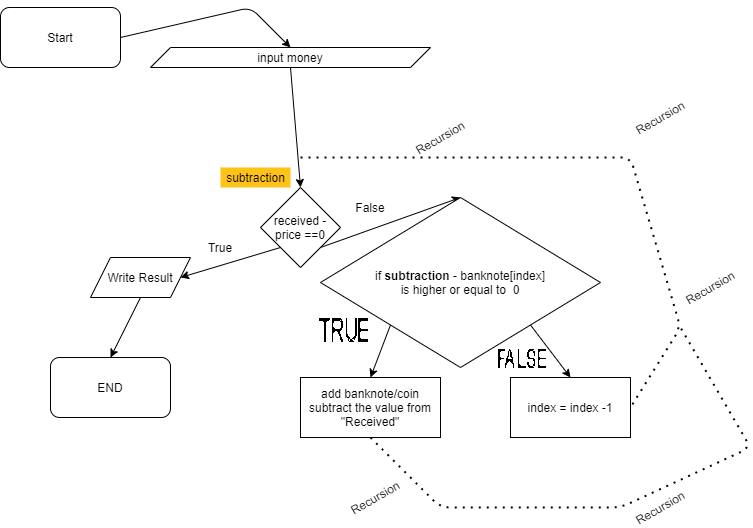 Start
input money
Recursion
Recursion
subtraction
received -
price ==0
False
True
Write Result
if subtraction - banknote[index]
is higher or equal to 0
Recursion
TRUE
FALSE
END
add banknote/coin
subtract the value from
"Received"
index = index -1
Recursion
Recursion